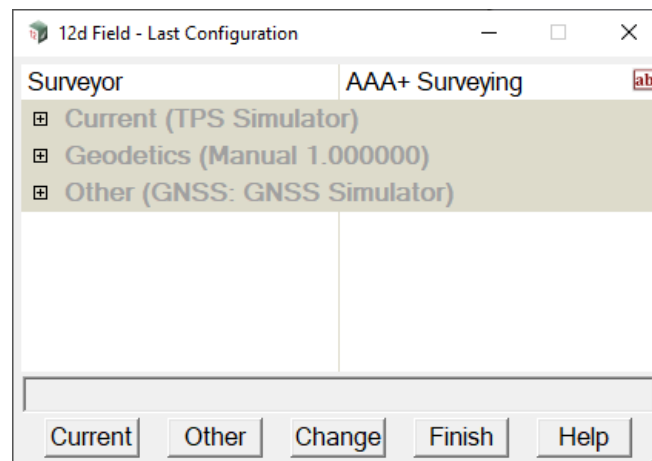 12d Field - Last Configuration
Surveyor AAA+ Surveying ab
Current (TPS Simulator)
Geodetics (Manual 1.000000)
Other (GNSS: GNSS Simulator)
Current Other Change Finish Help